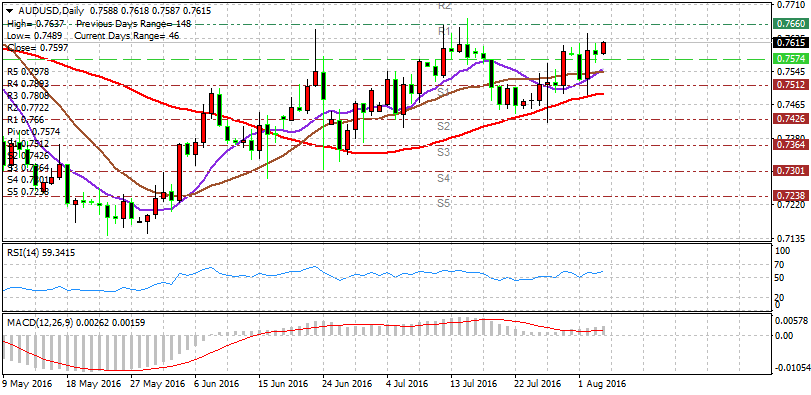 AUDUSD,Daily 0.7588 0.7618 0.7587 0.7615
High= 0.7637 Previous Days Range= 148
Low= 0.7489 Current Days Range= 46
Close= 0.7597
R5 0.7978
R4 0.7893
R3 0.7808
R2 0.7722
R1 0.766
Pivot 0.7574
S1 0.7512
S2 0.7426
S3 0.7364
S4 0.7301
S5 0.7238
R2
R1
S1
S2
S3
S4
S5
0.7710
0.7660
0.7615
0.7574
0.7545
0.7512
0.7465
0.7426
0.7380
0.7364
0.7301
0.7238
0.7220
0.7135
RSI(14) 59.3415
100
70
50
20
0
MACD(12,26,9) 0.00262 0.00159
0.00578
0.00
-0.01054
9 May 2016 18 May 2016 27 May 2016 6 Jun 2016 15 Jun 2016 24 Jun 2016 4 Jul 2016 13 Jul 2016 22 Jul 2016 1 Aug 2016